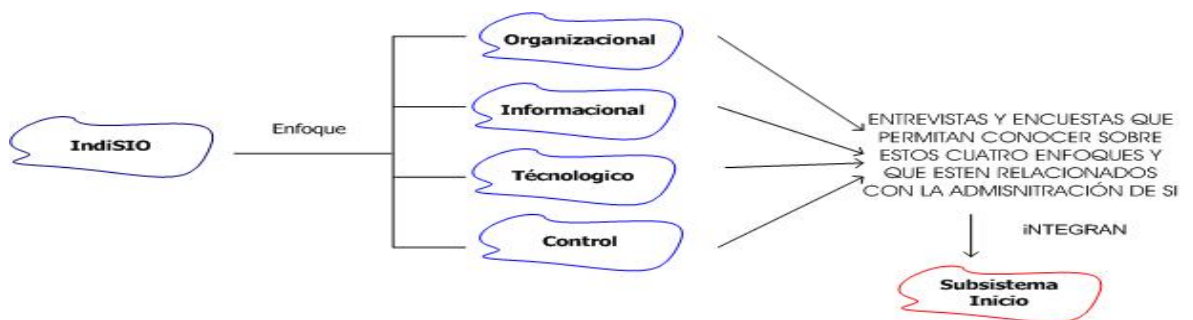 IndiSIO
Enfoque
Organizacional
Informacional
Técnologico
Control
ENTREVISTAS Y ENCUESTAS QUE
PERMITAN CONOCER SOBRE
ESTOS CUATRO ENFOQUES Y
QUE ESTEN RELACIONADOS
CON LA ADMISNITRACIÓN DE SI
iNTEGRAN
Subsistema
Inicio